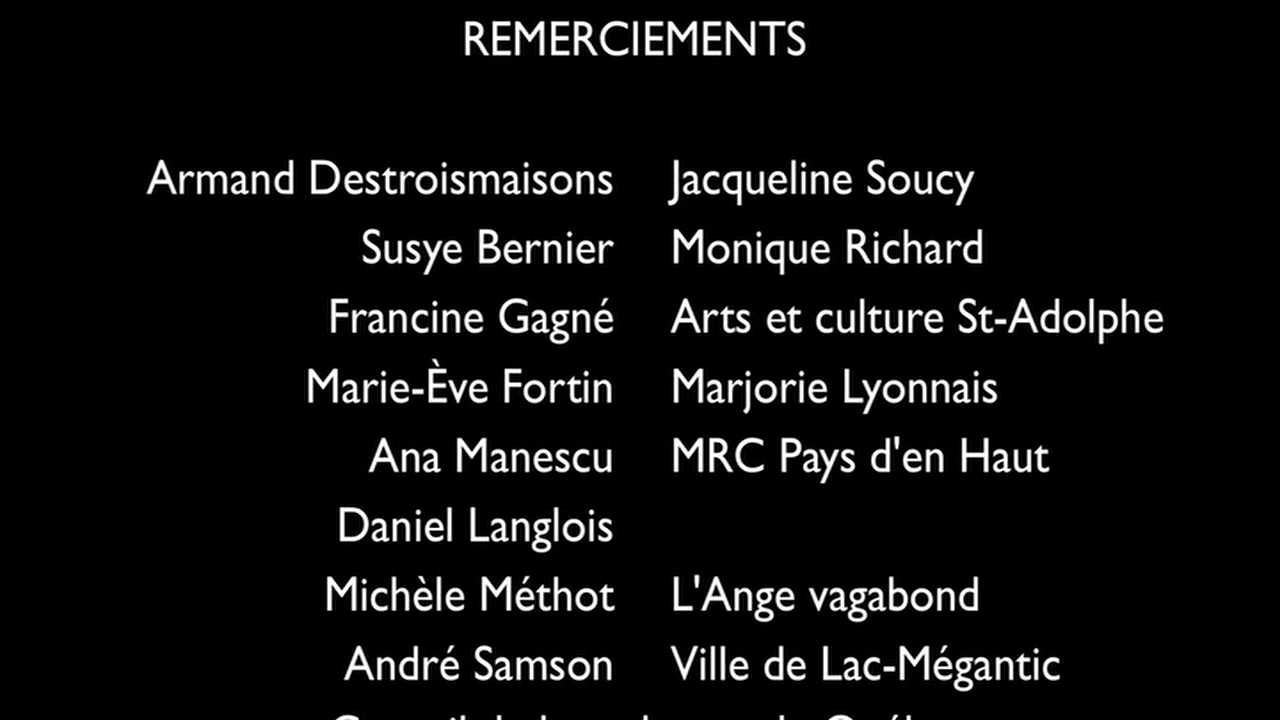 REMERCIEMENTS
Armand Destroismaisons Jacqueline Soucy
Susye Bernier Monique Richard
Francine Gagné Arts et culture St-Adolphe
Marie-Ève Fortin Marjorie Lyonnais
Ana Manescu MRC Pays d'en Haut
Daniel Langlois
Michèle Méthot L'Ange vagabond
André Samson Ville de Lac-Mégantic